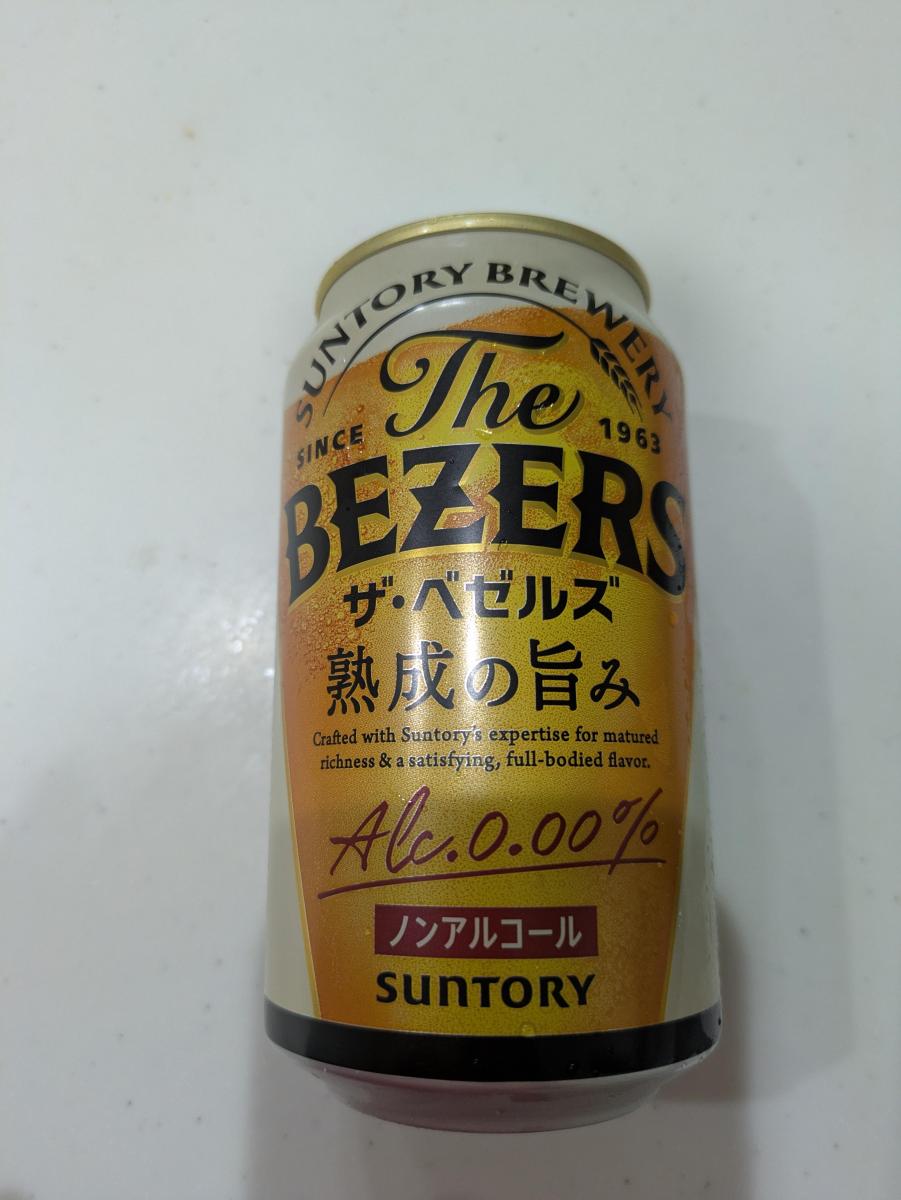 SUNTORY BREWERY
The
SINCE 1963
BEZERS
ザ・ベゼルズ
熟成の旨み
Crafted with Suntory's expertise for matured
richness & a satisfying, full-bodied flavor.
Alc.0.00%
ノンアルコール
SUNTORY